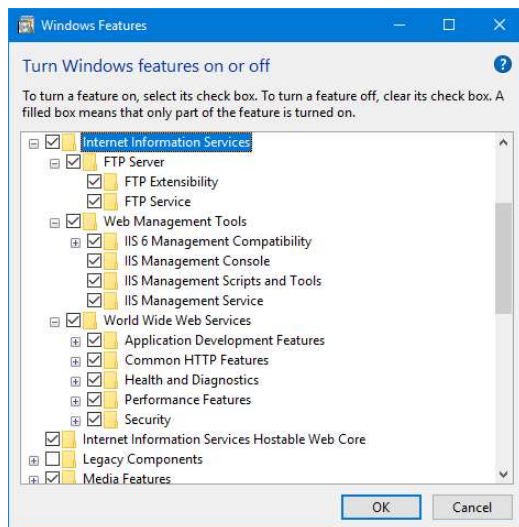 Windows Features
Turn Windows features on or off
?
To turn a feature on, select its check box. To turn a feature off, clear its check box. A
filled box means that only part of the feature is turned on.
Internet Information Services
FTP Server
FTP Extensibility
FTP Service
Web Management Tools
IIS 6 Management Compatibility
IIS Management Console
IIS Management Scripts and Tools
IIS Management Service
World Wide Web Services
Application Development Features
Common HTTP Features
Health and Diagnostics
Performance Features
Security
Internet Information Services Hostable Web Core
Legacy Components
Media Features
OK
Cancel